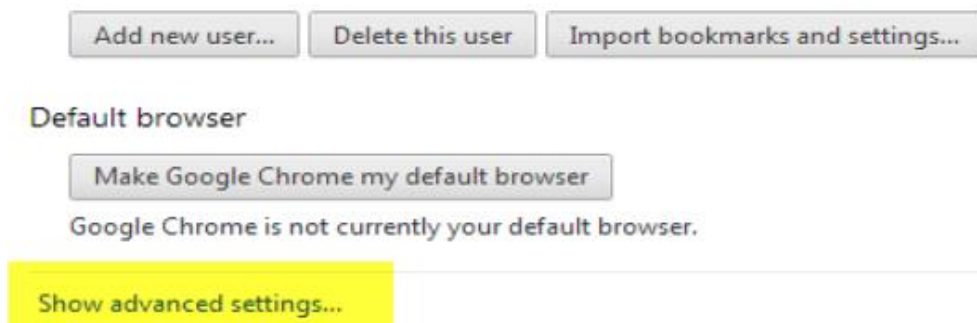 Add new user... Delete this user Import bookmarks and settings...
Default browser
Make Google Chrome my default browser
Google Chrome is not currently your default browser.
Show advanced settings...